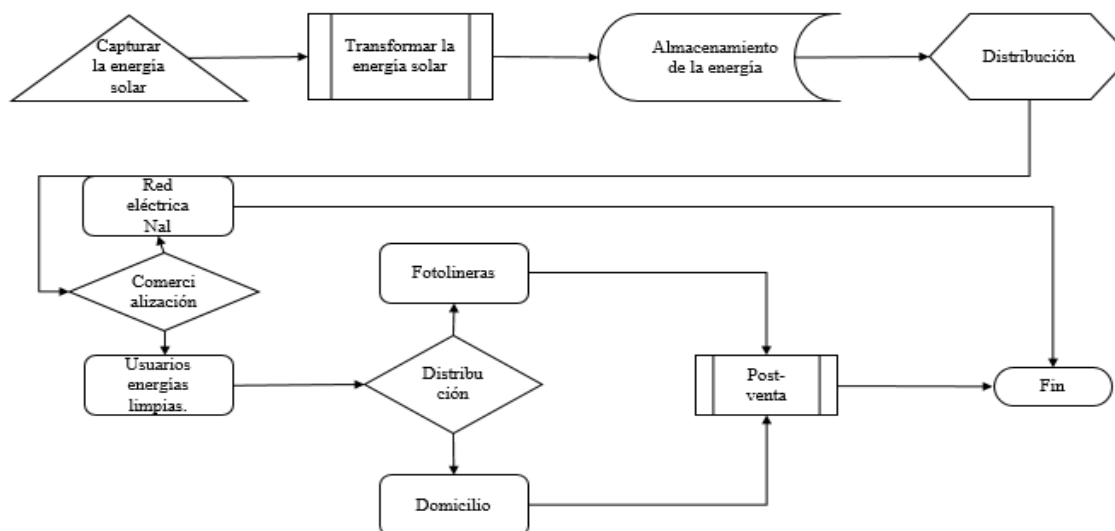 Capturar
la energía
solar
Transformar la
energía solar
Almacenamiento
de la energía
Distribución
Red
eléctrica
Nal
Comerci
alización
Usuarios
energías
limpias.
Fotolineras
Distribu
ción
Domicilio
Post-
venta
Fin